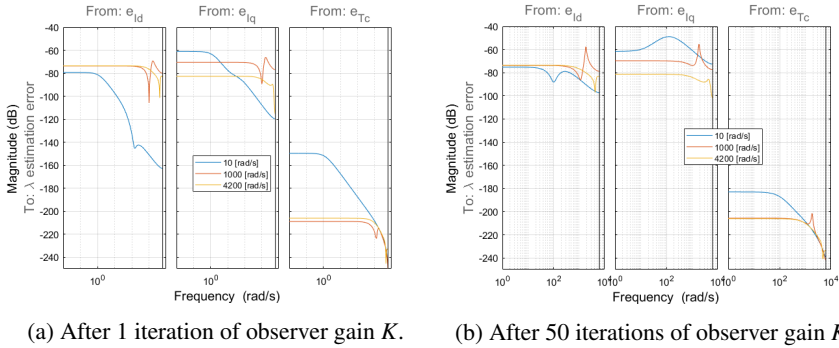 From: e_Id
From: e_Iq
From: e_Tc
Magnitude (dB)
To: λ estimation error
-40
-60
-80
-100
-120
-140
-160
-180
-200
-220
-240
10 [rad/s]
1000 [rad/s]
4200 [rad/s]
10^0
10^0
10^0
Frequency (rad/s)
(a) After 1 iteration of observer gain K.
From: e_Id
From: e_Iq
From: e_Tc
Magnitude (dB)
To: λ estimation error
-40
-60
-80
-100
-120
-140
-160
-180
-200
-220
-240
10 [rad/s]
1000 [rad/s]
4200 [rad/s]
10^0
10^2
10^4
10^0
10^2
10^4
10^0
10^2
10^4
Frequency (rad/s)
(b) After 50 iterations of observer gain